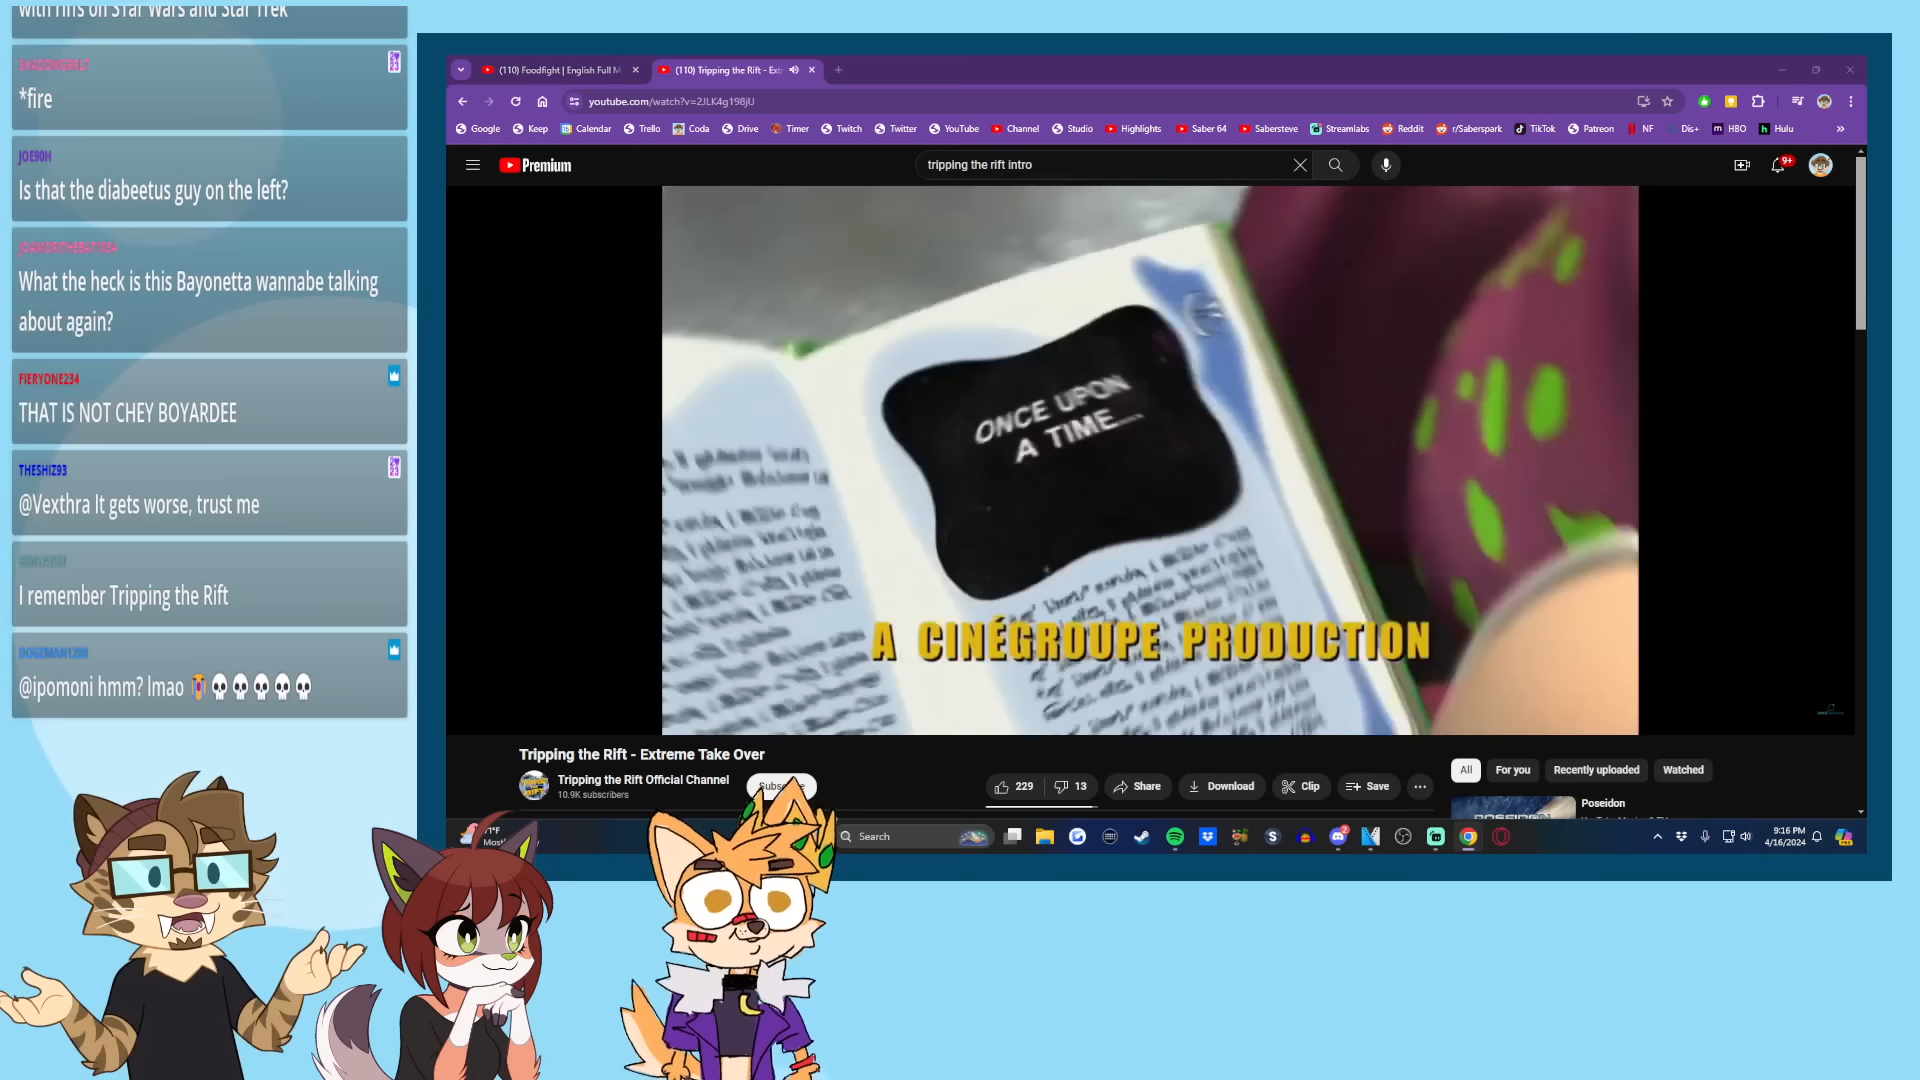 with riffs on Star Wars and Star Trek
*fire
JOE90H
Is that the diabeetus guy on the left?
What the heck is this Bayonetta wannabe talking
about again?
FIERYONE234
THAT IS NOT CHEY BOYARDEE
THESHIZ93
@Vexthra It gets worse, trust me
I remember Tripping the Rift
DOGEMAN1200
@ipomoni hmm? lmao
(110) Foodfight | English Full M
(110) Tripping the Rift - Ext
youtube.com/watch?v=2JLK4g198jU
Google
Keep
Calendar
Trello
Coda
Drive
Timer
Twitch
Twitter
YouTube
Channel
Studio
Highlights
Saber 64
Sabersteve
Streamlabs
Reddit
r/Saberspark
TikTok
Patreon
NF
Dis+
HBO
Hulu
Premium
tripping the rift intro
9+
ONCE UPON
A TIME...
A CINÉGROUPE PRODUCTION
Tripping the Rift - Extreme Take Over
Tripping the Rift Official Channel
10.9K subscribers
229
13
Share
Download
Clip
Save
All
For you
Recently uploaded
Watched
Poseidon
Search
9:16 PM
4/16/2024